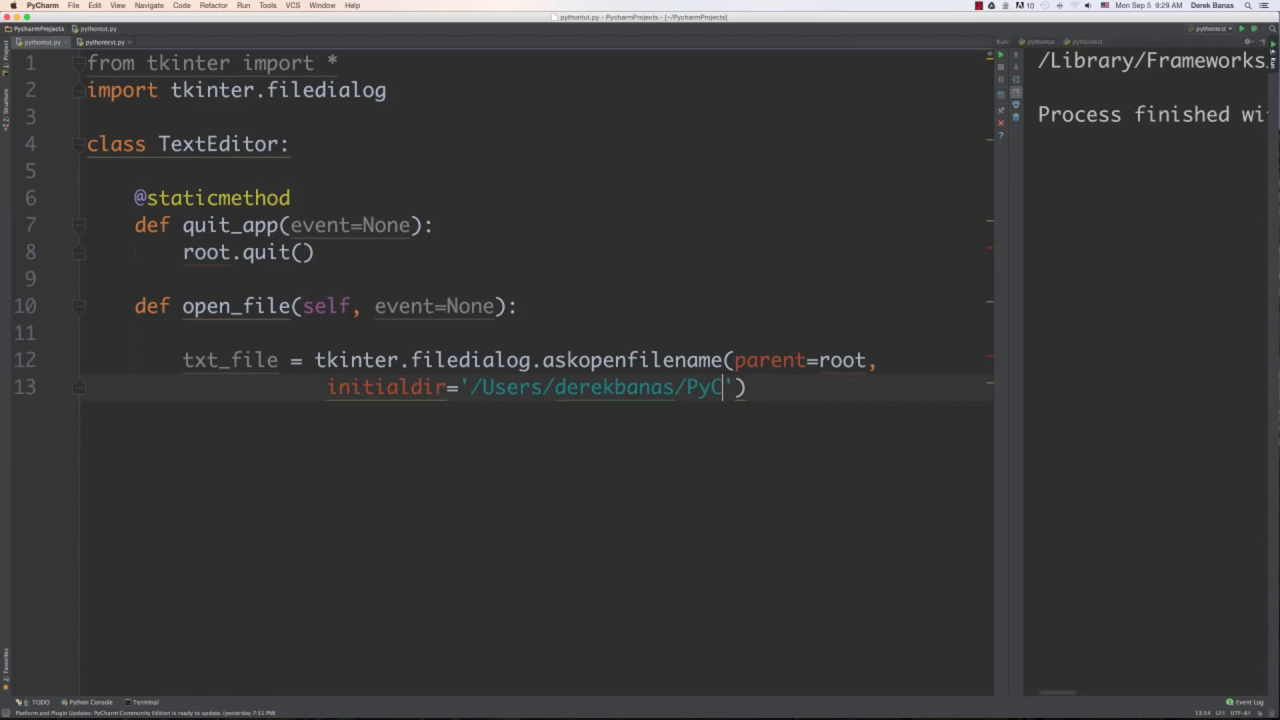 PyCharm File Edit View Navigate Code Refactor Run Tools VCS Window Help
10 Mon Sep 5 9:29 AM Derek Banas
pythontut.py - PycharmProjects - [~/PycharmProjects]
PycharmProjects pythontut.py
pythontest
pythontut.py pythontest.py
Run: pythontut pythontest
1 from tkinter import *
2 import tkinter.filedialog
3
4 class TextEditor:
5
6 @staticmethod
7 def quit_app(event=None):
8 root.quit()
9
10 def open_file(self, event=None):
11
12 txt_file = tkinter.filedialog.askopenfilename(parent=root,
13 initialdir='/Users/derekbanas/PyC')
/Library/Frameworks
Process finished wi
1: Project
7: Structure
2: Favorites
Run
6: TODO Python Console Terminal
Event Log
Platform and Plugin Updates: PyCharm Community Edition is ready to update. (yesterday 7:51 PM)
13:54 LF÷ UTF-8÷